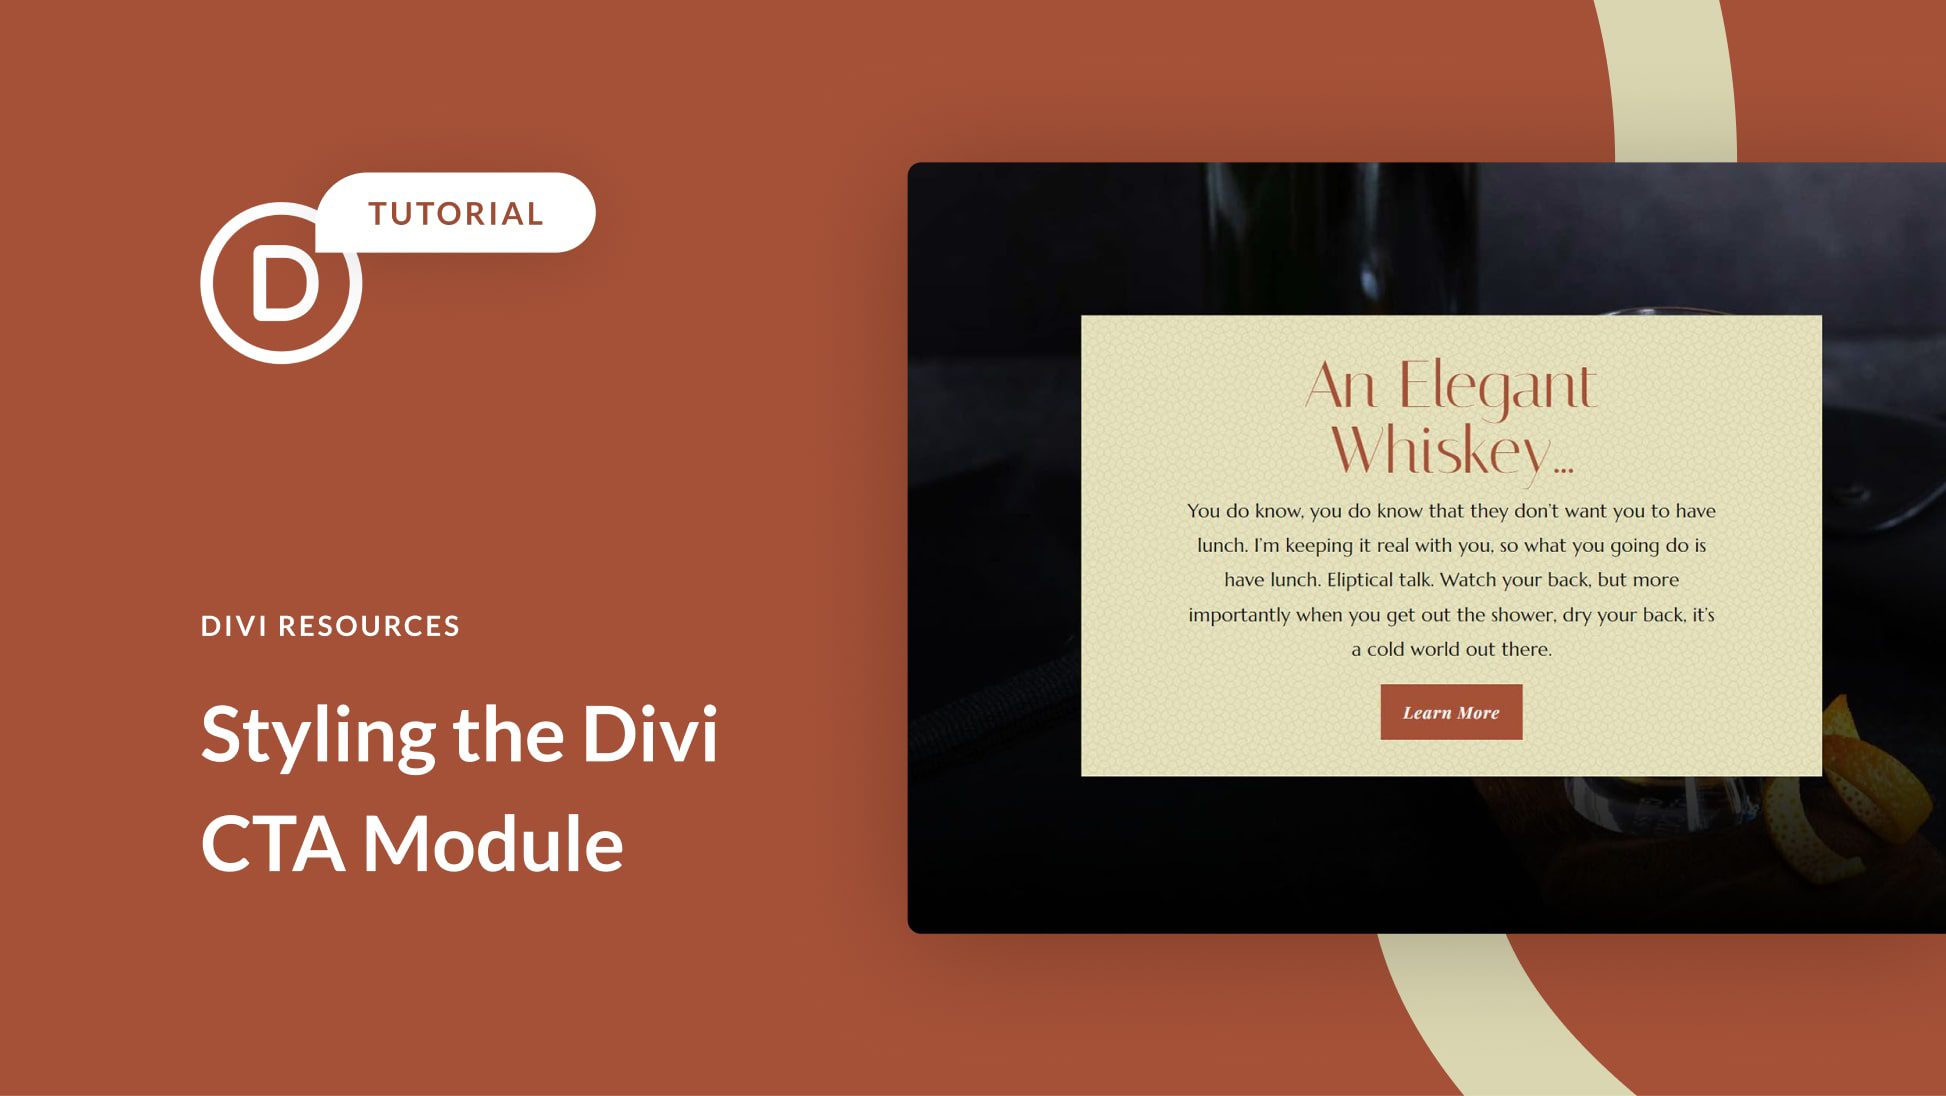 TUTORIAL
D
DIVI RESOURCES
Styling the Divi
CTA Module
An Elegant
Whiskey...
You do know, you do know that they don't want you to have
lunch. I'm keeping it real with you, so what you going do is
have lunch. Eliptical talk. Watch your back, but more
importantly when you get out the shower, dry your back, it's
a cold world out there.
Learn More